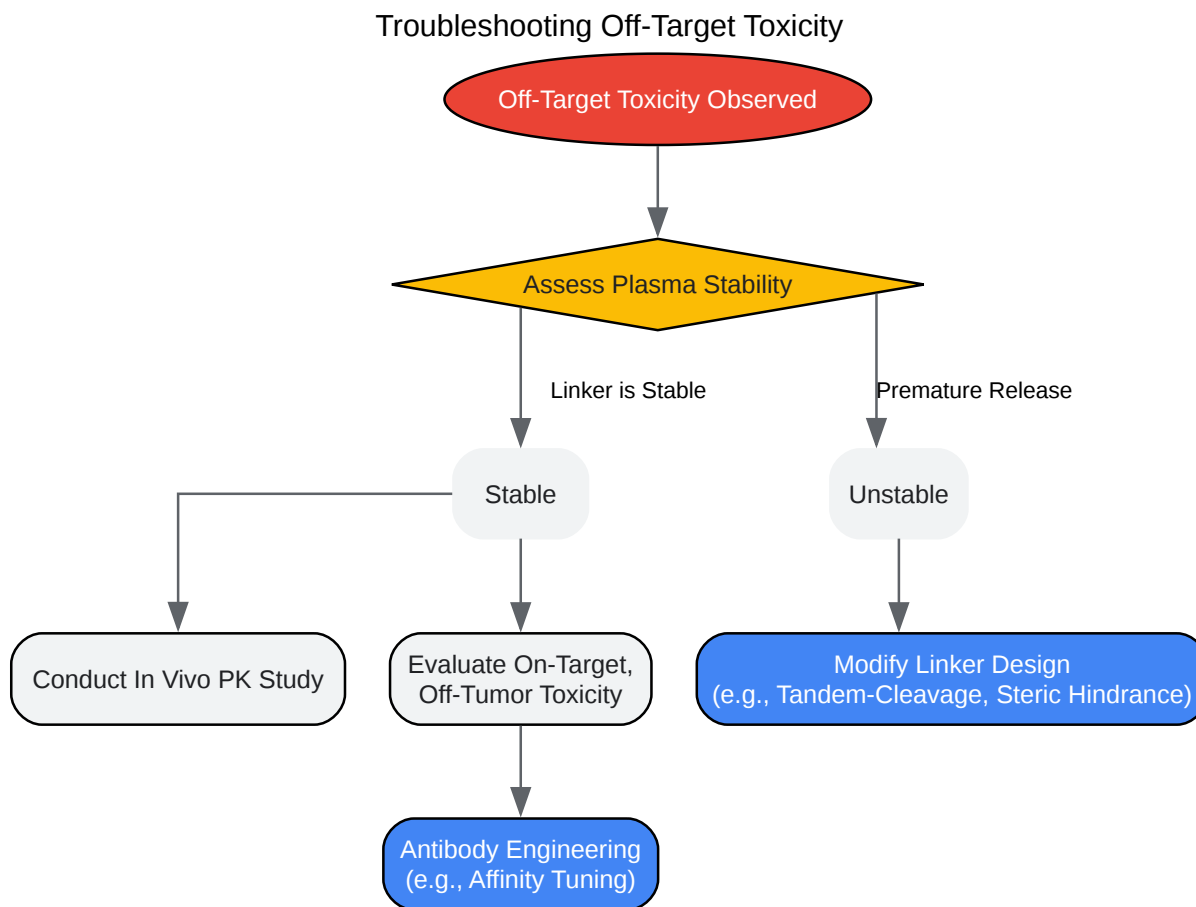 Troubleshooting Off-Target Toxicity
Off-Target Toxicity Observed
Assess Plasma Stability
Linker is Stable
Premature Release
Stable
Unstable
Conduct In Vivo PK Study
Evaluate On-Target,
Off-Tumor Toxicity
Modify Linker Design
(e.g., Tandem-Cleavage, Steric Hindrance)
Antibody Engineering
(e.g., Affinity Tuning)